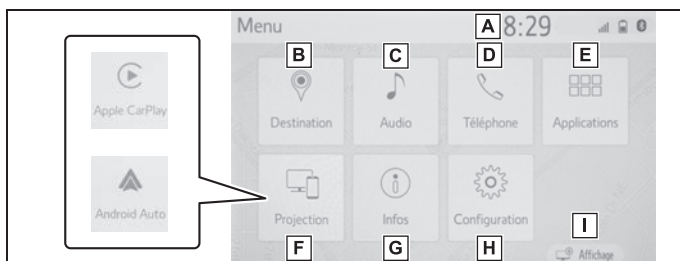 Menu
A 8:29
B C D E
Apple CarPlay
Destination Audio Téléphone Applications
Android Auto
Projection Infos Configuration
I
F G H
Affichage